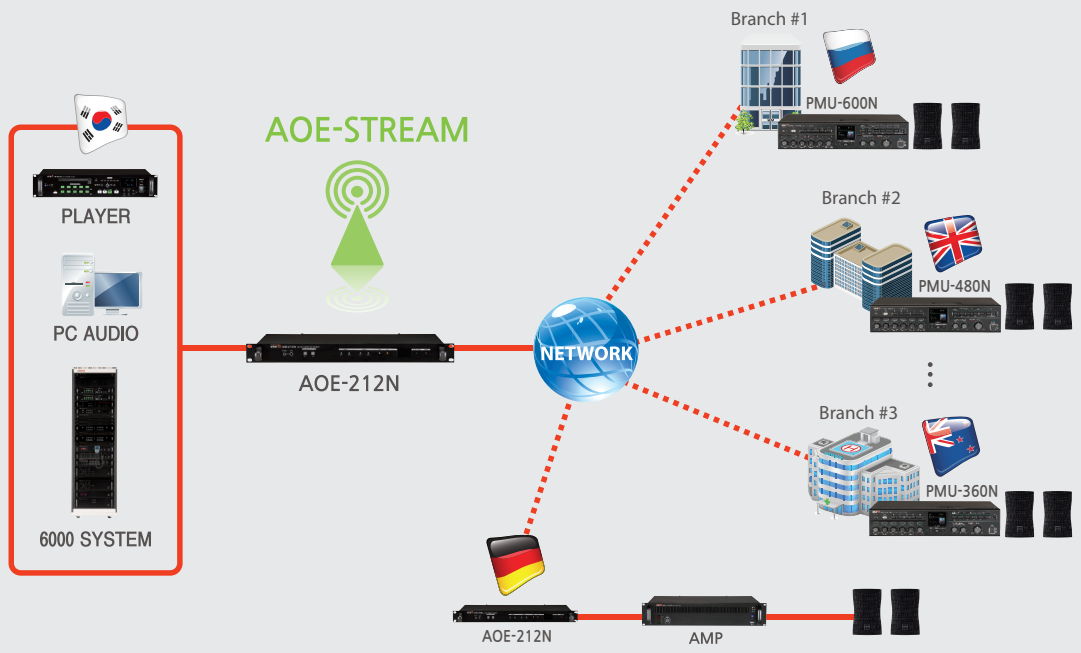 Branch #1
PMU-600N
AOE-STREAM
PLAYER
Branch #2
PMU-480N
PC AUDIO
NETWORK
AOE-212N
Branch #3
PMU-360N
6000 SYSTEM
AOE-212N
AMP
H